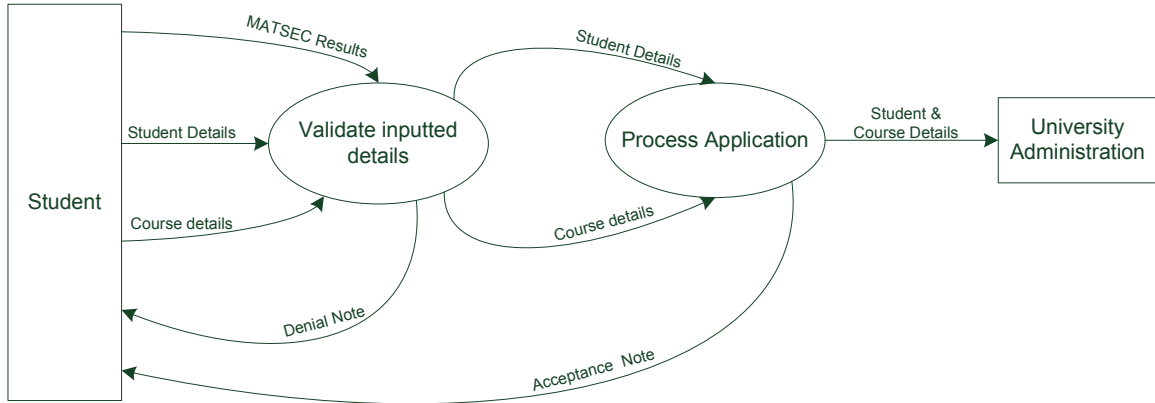 MATSEC Results
Student Details
Student Details
Validate inputted
details
Process Application
Student &
Course Details
University
Administration
Student
Course details
Course details
Denial Note
Acceptance Note